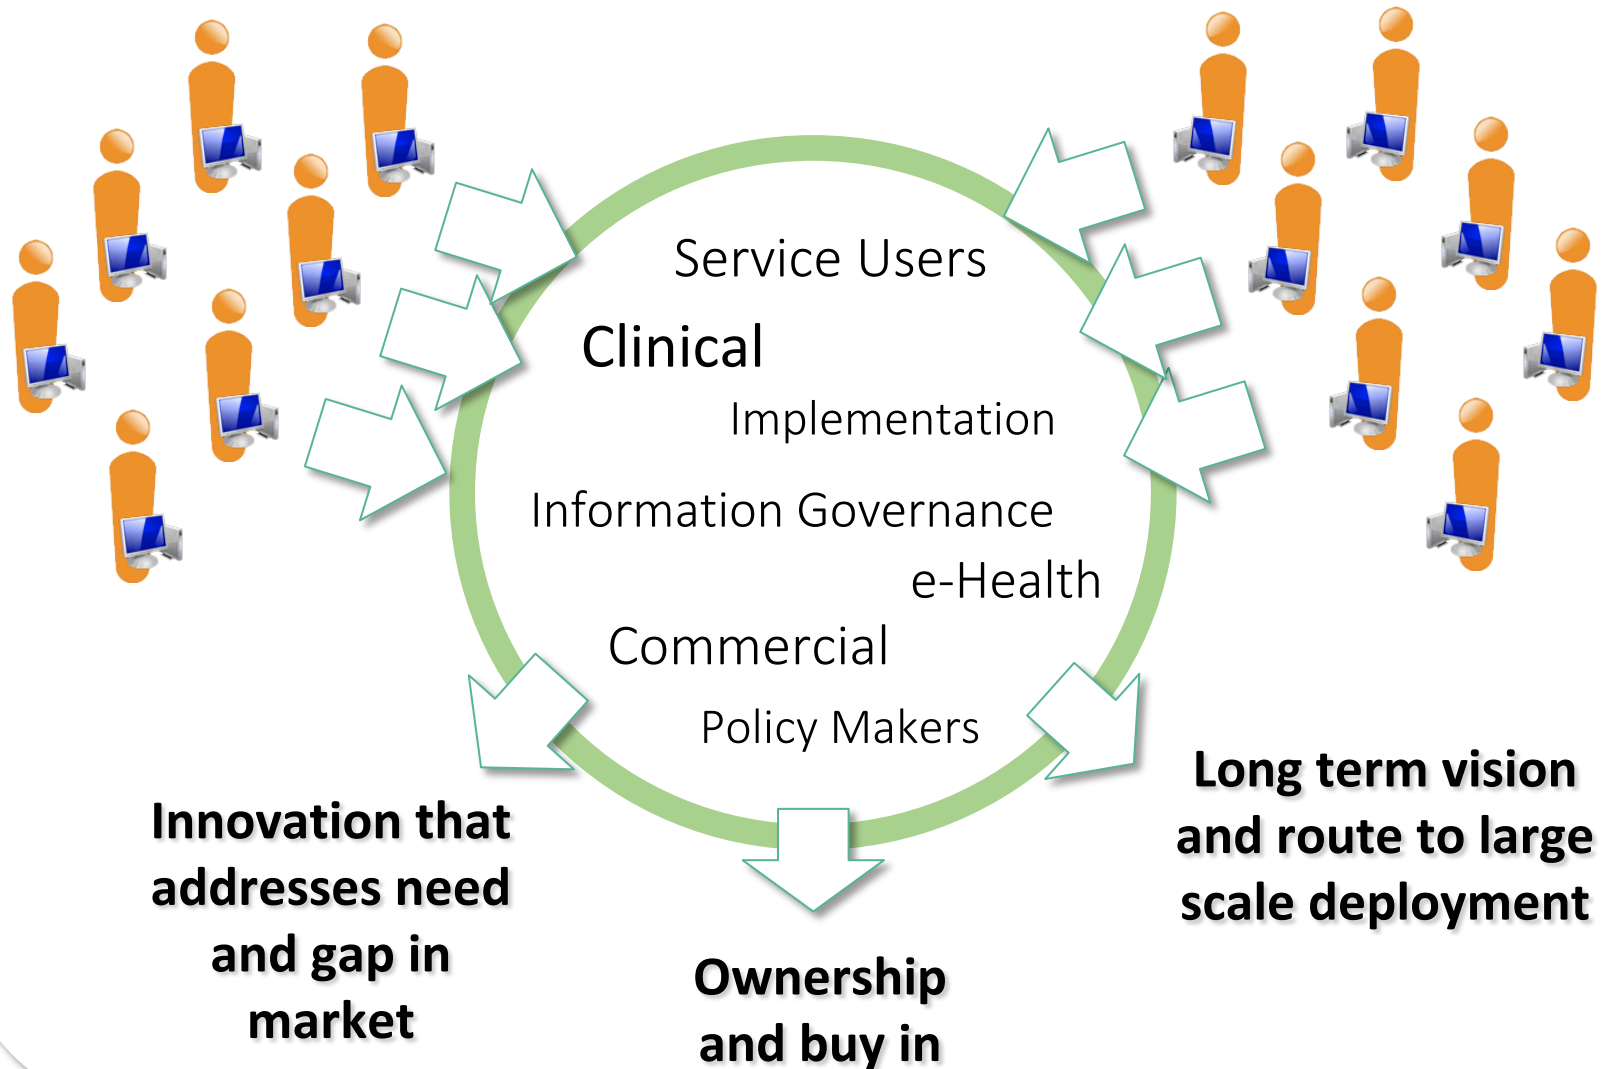 Service Users
Clinical
Implementation
Information Governance
e-Health
Commercial
Policy Makers
Innovation that
addresses need
and gap in
market
Ownership
and buy in
Long term vision
and route to large
scale deployment